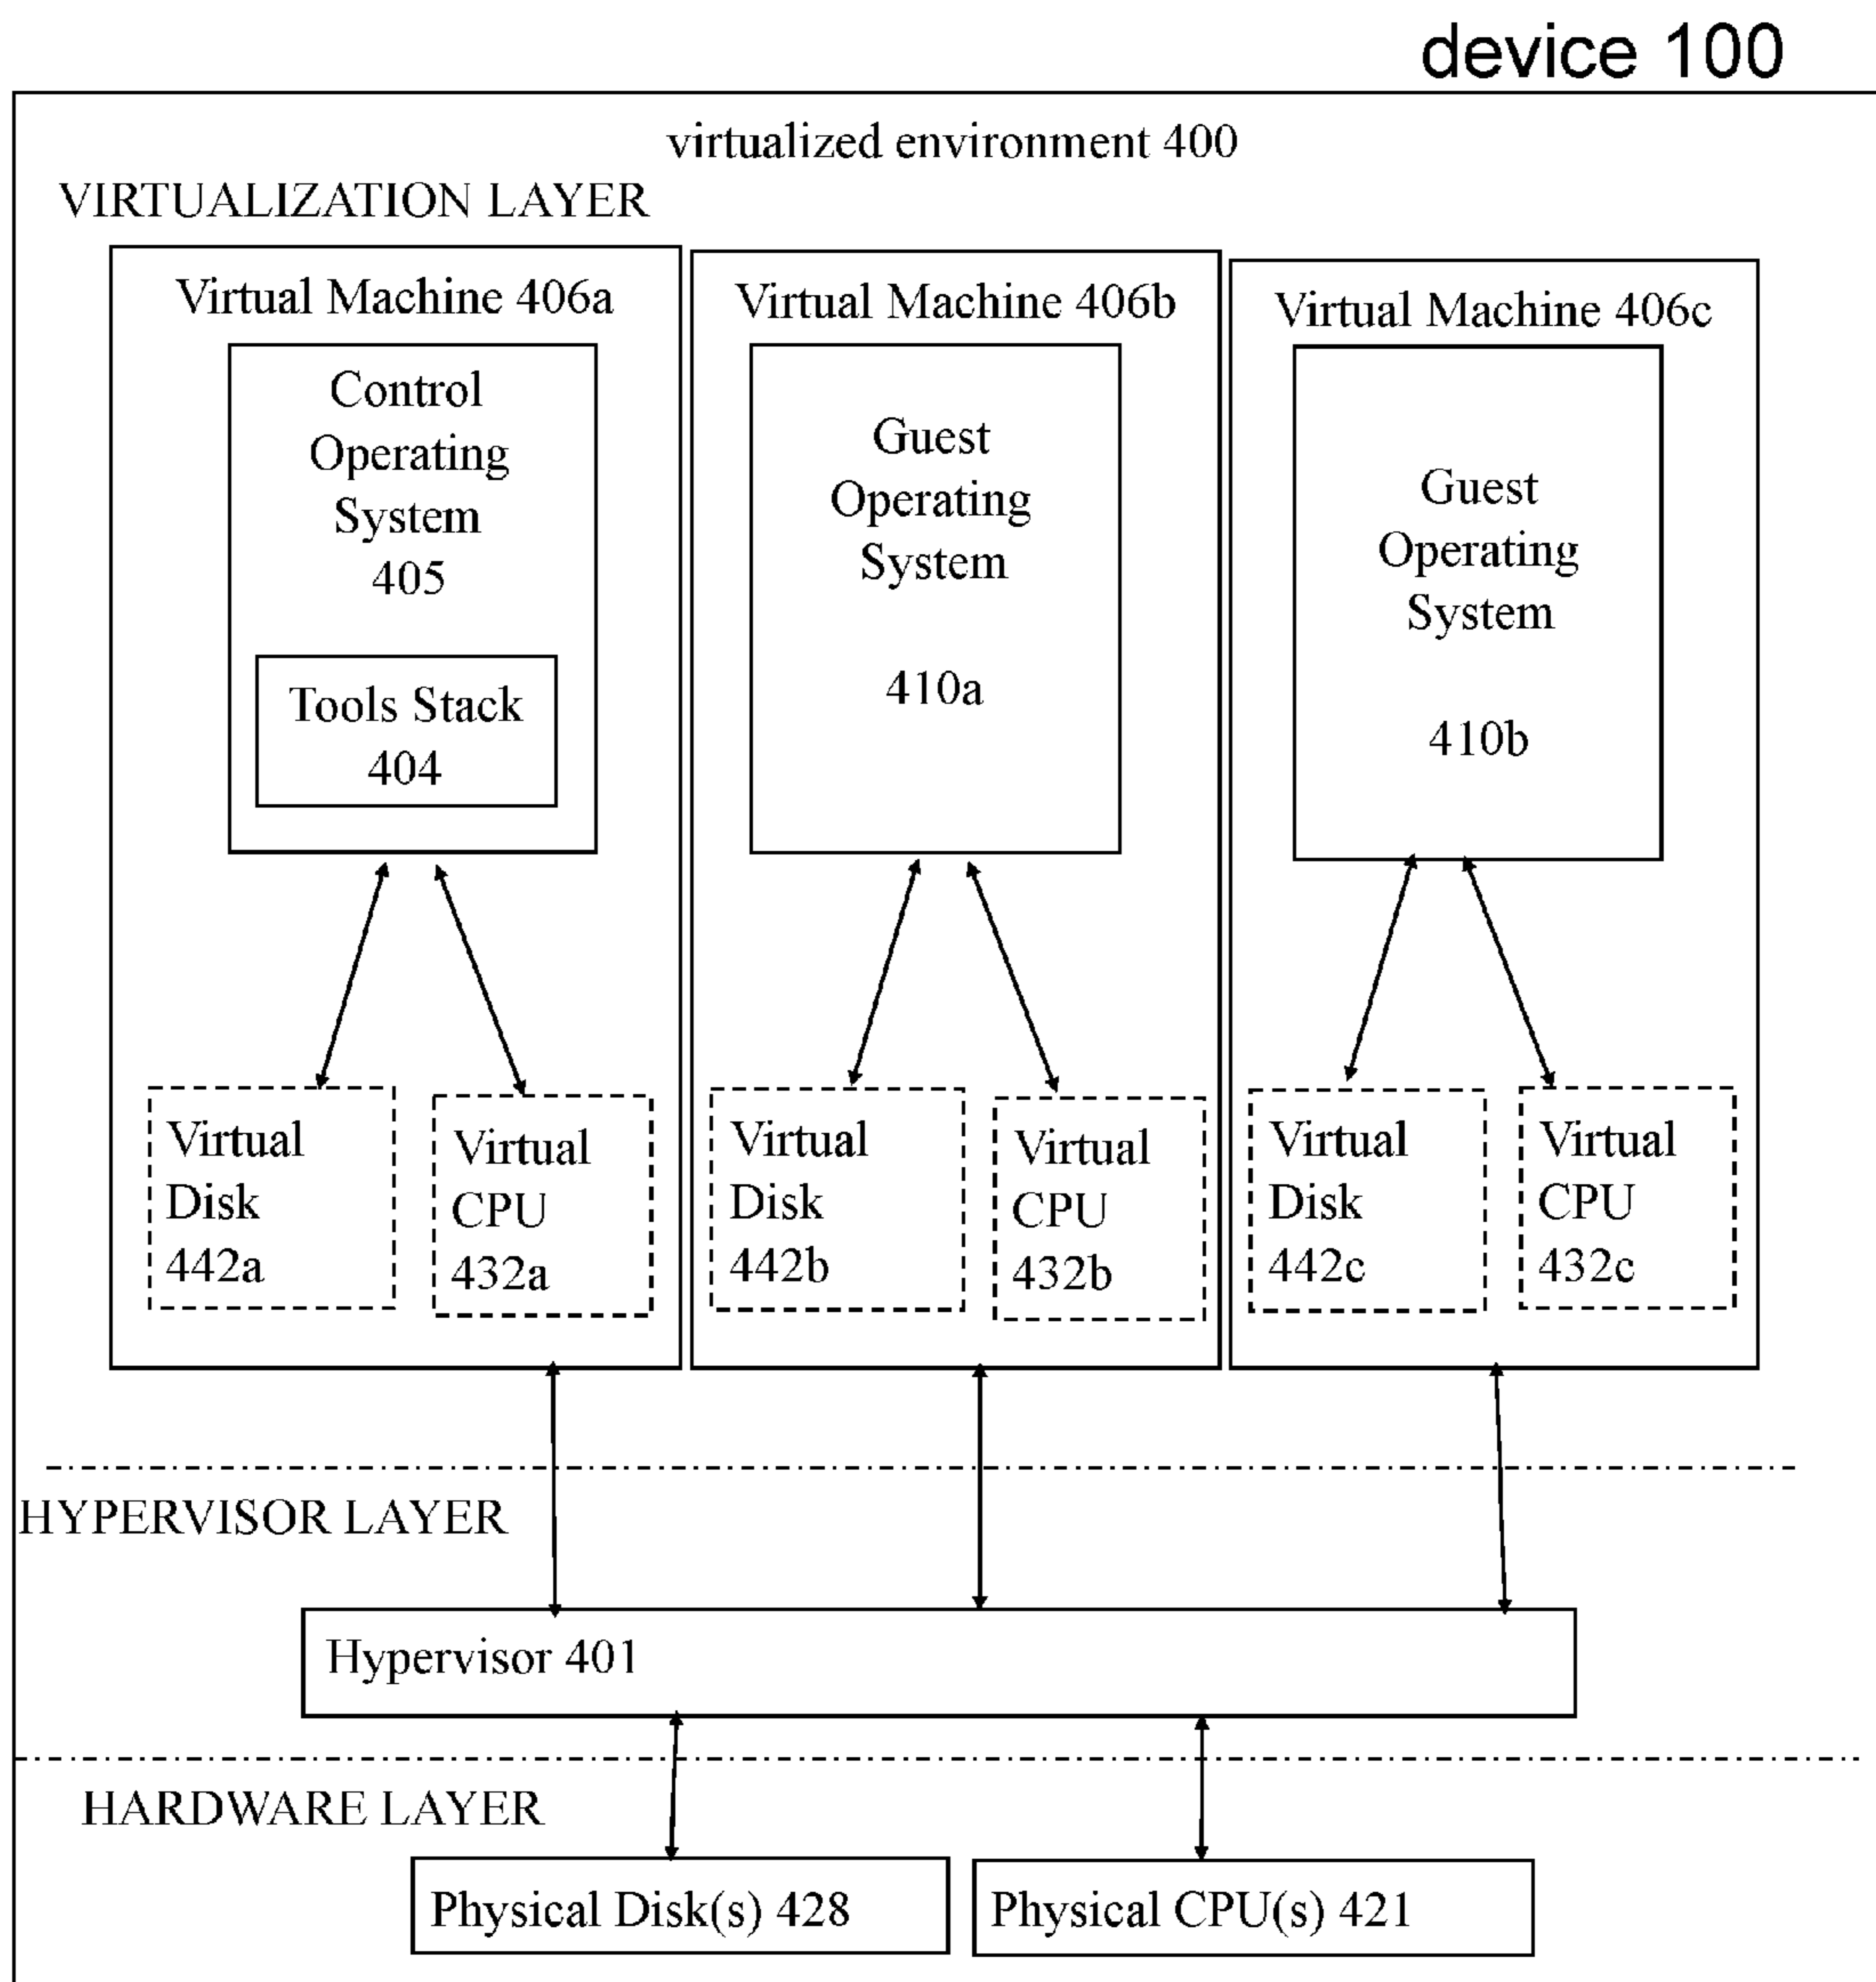 device 100
virtualized environment 400
VIRTUALIZATION LAYER
Virtual Machine 406a
Control
Operating
System
405
Tools Stack
404
Virtual
Disk
442a
Virtual
CPU
432a
Virtual Machine 406b
Guest
Operating
System
410a
Virtual
Disk
442b
Virtual
CPU
432b
Virtual Machine 406c
Guest
Operating
System
410b
Virtual
Disk
442c
Virtual
CPU
432c
HYPERVISOR LAYER
Hypervisor 401
HARDWARE LAYER
Physical Disk(s) 428
Physical CPU(s) 421